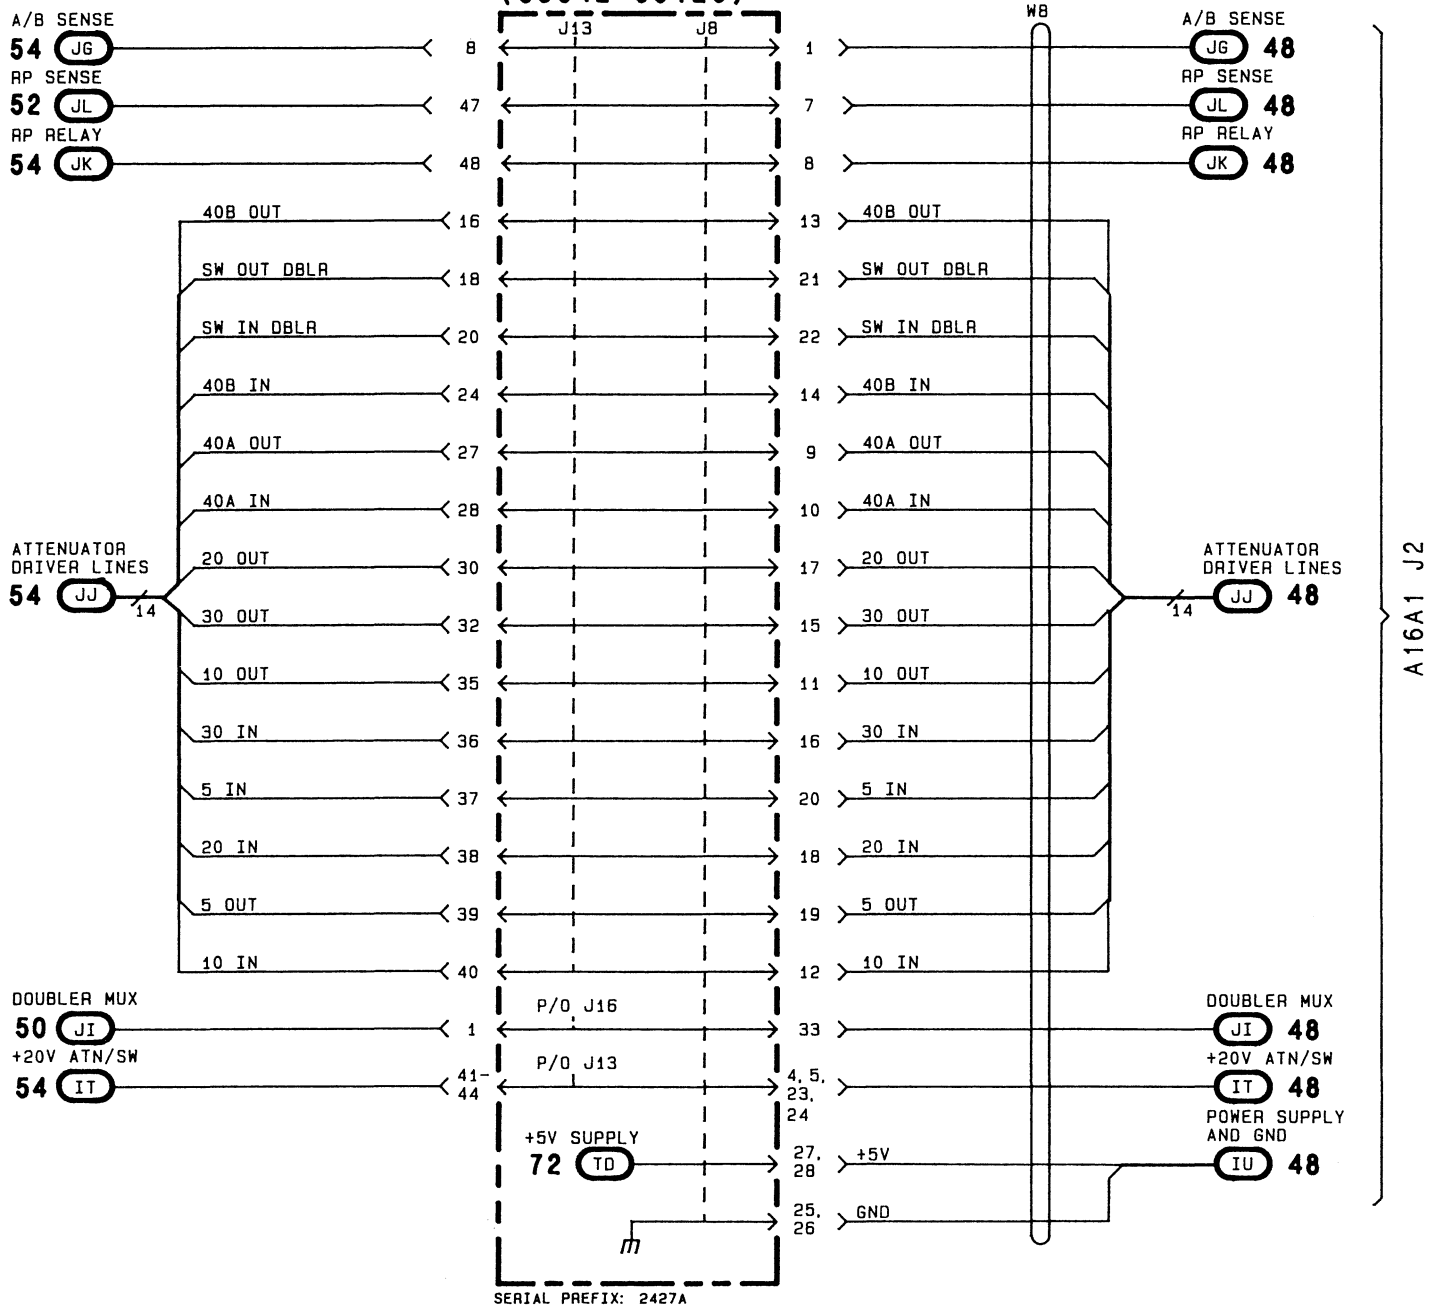 A/B SENSE
54 JG 8 J13 J8 1 W8 A/B SENSE JG 48
RP SENSE
52 JL 47 7 RP SENSE JL 48
RP RELAY
54 JK 48 8 RP RELAY JK 48
40B OUT 16 13 40B OUT
SW OUT DBLR 18 21 SW OUT DBLR
SW IN DBLR 20 22 SW IN DBLR
40B IN 24 14 40B IN
40A OUT 27 9 40A OUT
40A IN 28 10 40A IN
ATTENUATOR
DRIVER LINES
54 JJ 14
20 OUT 30 17 20 OUT
ATTENUATOR
DRIVER LINES
14 JJ 48
A16A1 J2
30 OUT 32 15 30 OUT
10 OUT 35 11 10 OUT
30 IN 36 16 30 IN
5 IN 37 20 5 IN
20 IN 38 18 20 IN
5 OUT 39 19 5 OUT
10 IN 40 12 10 IN
DOUBLER MUX
50 JI 1 P/O J16 33 DOUBLER MUX JI 48
+20V ATN/SW
54 IT 41-44 P/O J13 4, 5, 23, 24 +20V ATN/SW IT 48
+5V SUPPLY
72 TD 27, 28 +5V
POWER SUPPLY
AND GND
IU 48
25, 26 GND
SERIAL PREFIX: 2427A